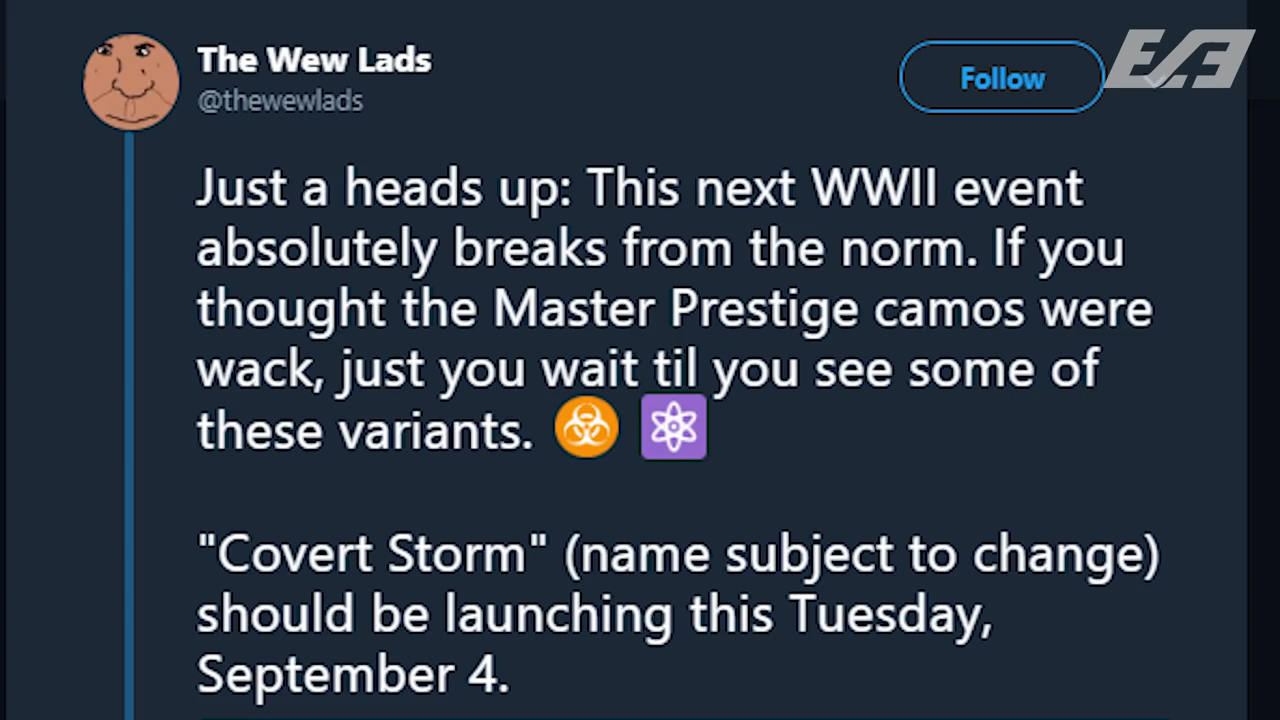 The Wew Lads
@thewewlads
Follow
Just a heads up: This next WWII event
absolutely breaks from the norm. If you
thought the Master Prestige camos were
wack, just you wait til you see some of
these variants. ☣️ ⚛️
"Covert Storm" (name subject to change)
should be launching this Tuesday,
September 4.